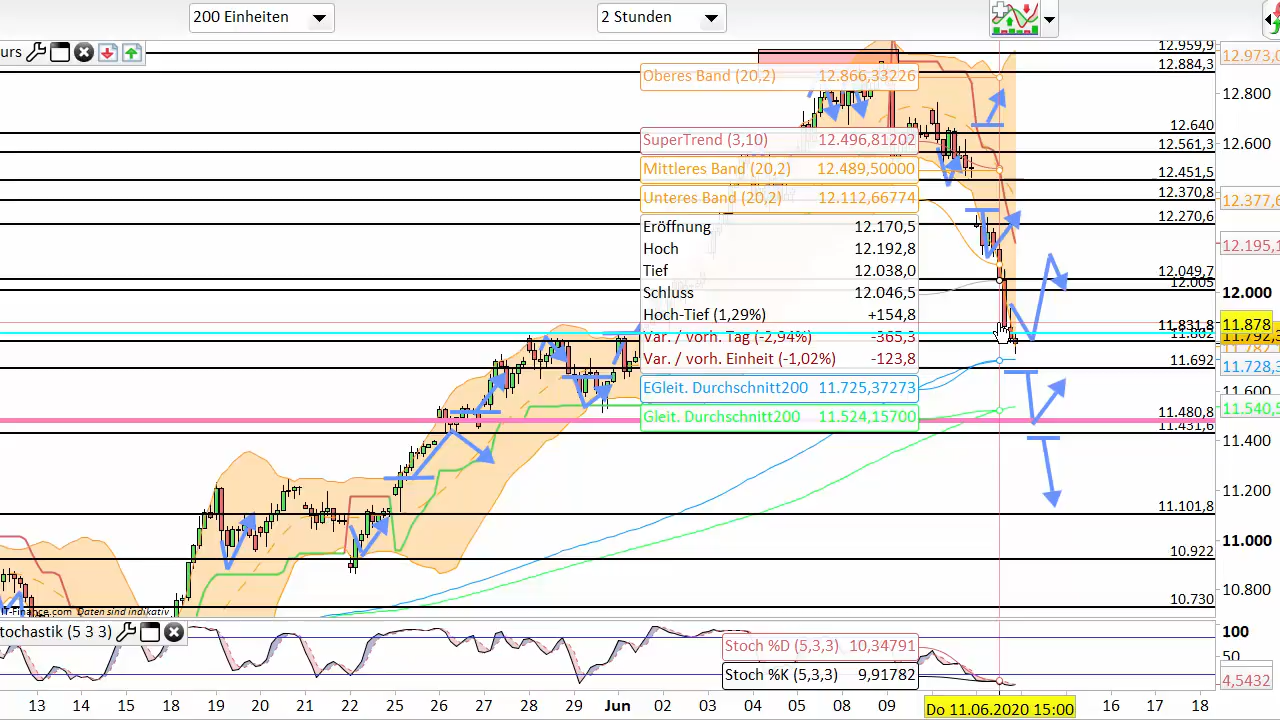 200 Einheiten
2 Stunden
urs
12.959,9
12.884,3
12.640
12.561,3
12.451,5
12.370,8
12.270,6
12.049,7
12.005
11.831,8
11.692
11.480,8
11.431,6
11.101,8
10.922
10.730
12.973,0
12.800
12.600
12.377,6
12.195,1
12.000
11.878
11.792,3
11.728,3
11.600
11.540,5
11.400
11.200
11.000
10.800
Oberes Band (20,2) 12.866,33226
SuperTrend (3,10) 12.496,81202
Mittleres Band (20,2) 12.489,50000
Unteres Band (20,2) 12.112,66774
Eröffnung 12.170,5
Hoch 12.192,8
Tief 12.038,0
Schluss 12.046,5
Hoch-Tief (1,29%) +154,8
Var. / vorh. Tag (-2,94%) -365,3
Var. / vorh. Einheit (-1,02%) -123,8
EGleit. Durchschnitt200 11.725,37273
Gleit. Durchschnitt200 11.524,15700
IT-Finance.com Daten sind indikativ
tochastik (5 3 3)
Stoch %D (5,3,3) 10,34791
Stoch %K (5,3,3) 9,91782
100
50
4,5432
13 14 15 18 19 20 21 22 25 26 27 28 29 Jun 02 03 04 05 08 09 Do 11.06.2020 15:00 16 17 18